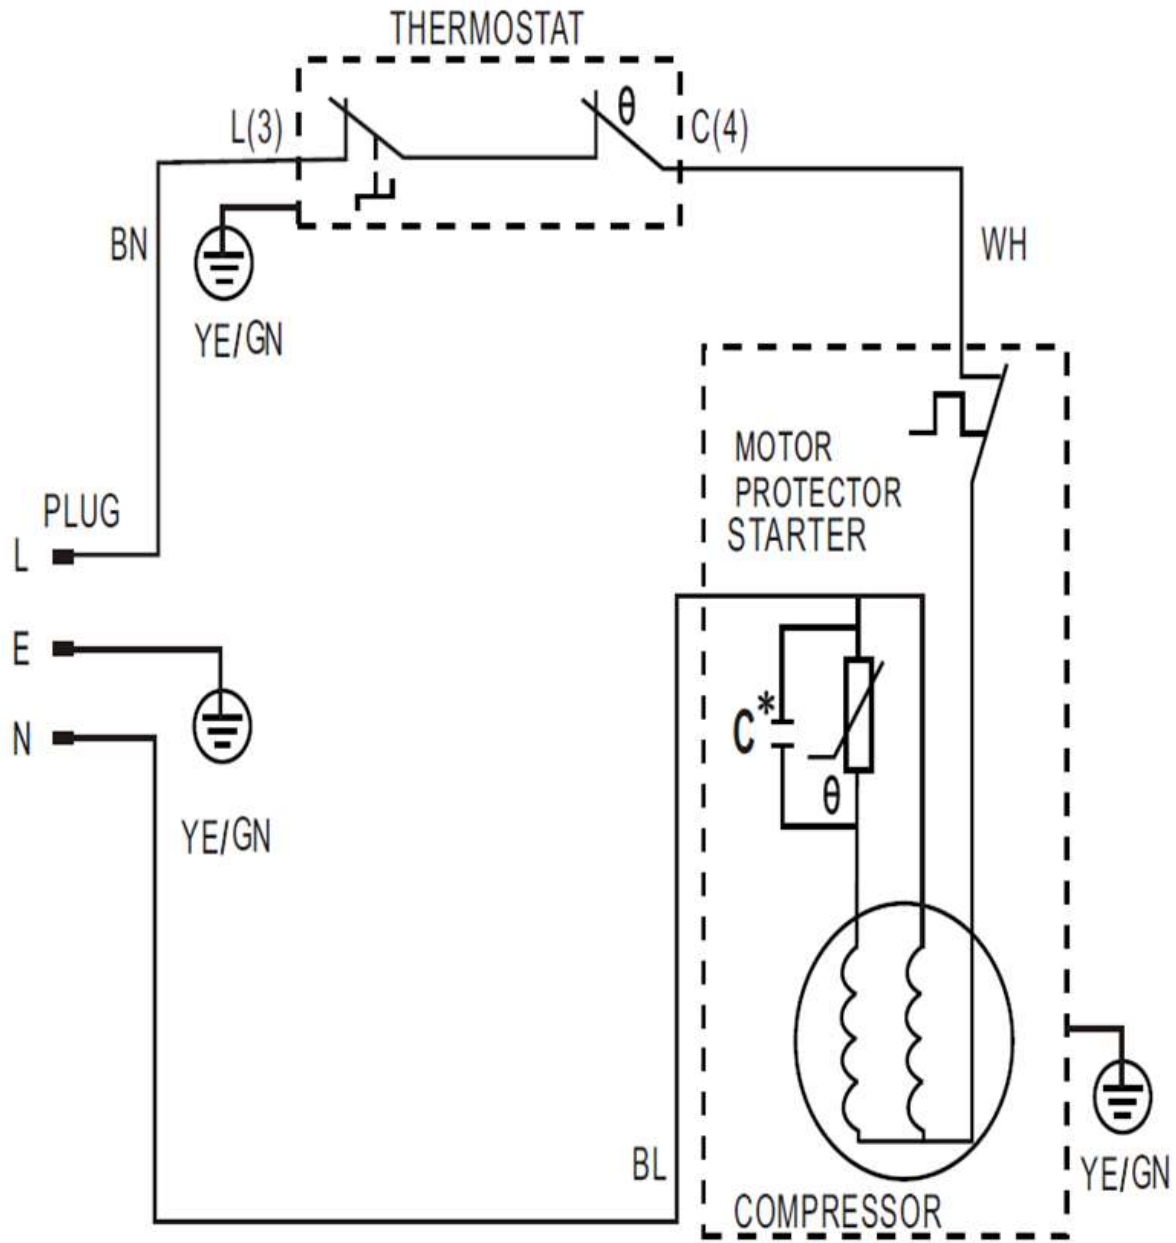 THERMOSTAT
L(3)
θ
C(4)
BN
WH
YE/GN
MOTOR
PROTECTOR
STARTER
PLUG
L
E
N
C*
θ
YE/GN
BL
YE/GN
COMPRESSOR